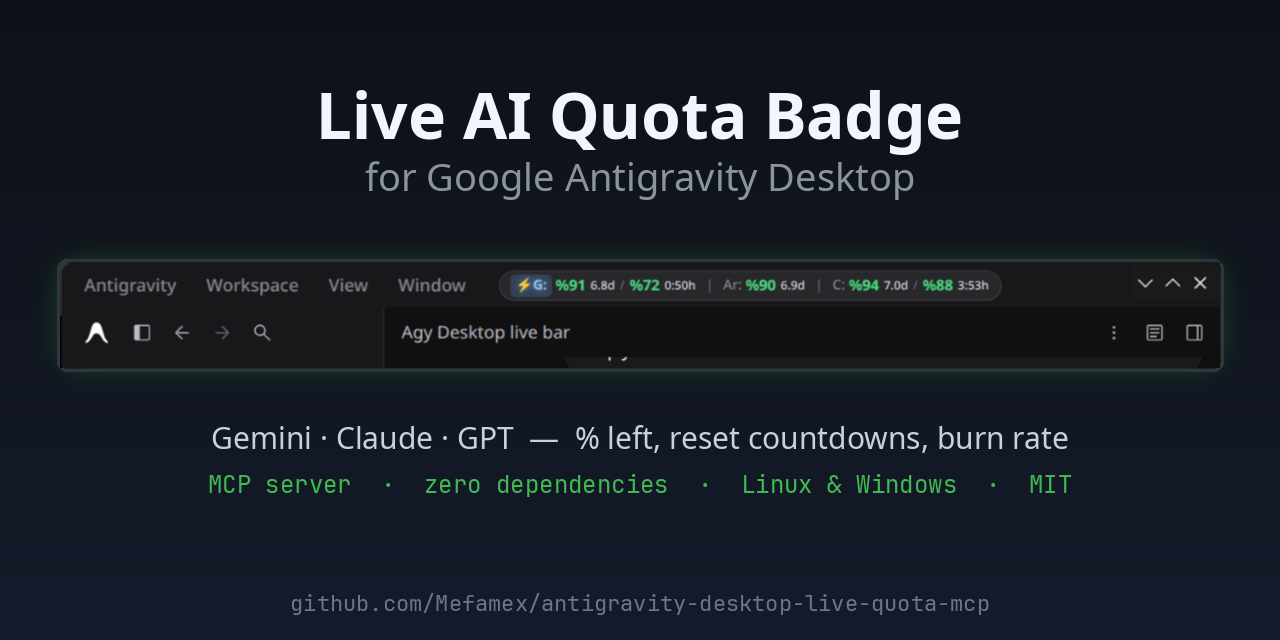 Live AI Quota Badge
for Google Antigravity Desktop
Antigravity Workspace View Window ⚡G: %91 6.8d / %72 0:50h | Ar: %90 6.9d | C: %94 7.0d / %88 3:53h
Agy Desktop live bar
Gemini · Claude · GPT — % left, reset countdowns, burn rate
MCP server · zero dependencies · Linux & Windows · MIT
github.com/Mefamex/antigravity-desktop-live-quota-mcp